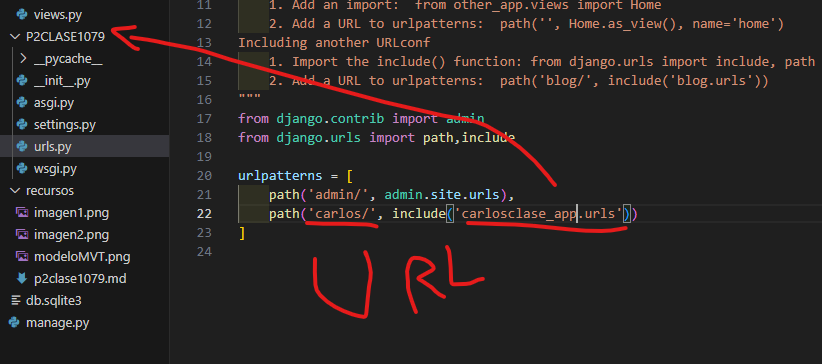 views.py
P2CLASE1079
__pycache__
__init__.py
asgi.py
settings.py
urls.py
wsgi.py
recursos
imagen1.png
imagen2.png
modeloMVT.png
p2clase1079.md
db.sqlite3
manage.py
11     1. Add an import:  from other_app.views import Home
12     2. Add a URL to urlpatterns:  path('', Home.as_view(), name='home')
13 Including another URLconf
14     1. Import the include() function: from django.urls import include, path
15     2. Add a URL to urlpatterns:  path('blog/', include('blog.urls'))
16 """
17 from django.contrib import admin
18 from django.urls import path,include
19
20 urlpatterns = [
21     path('admin/', admin.site.urls),
22     path('carlos/', include('carlosclase_app.urls'))
23 ]
24
URL